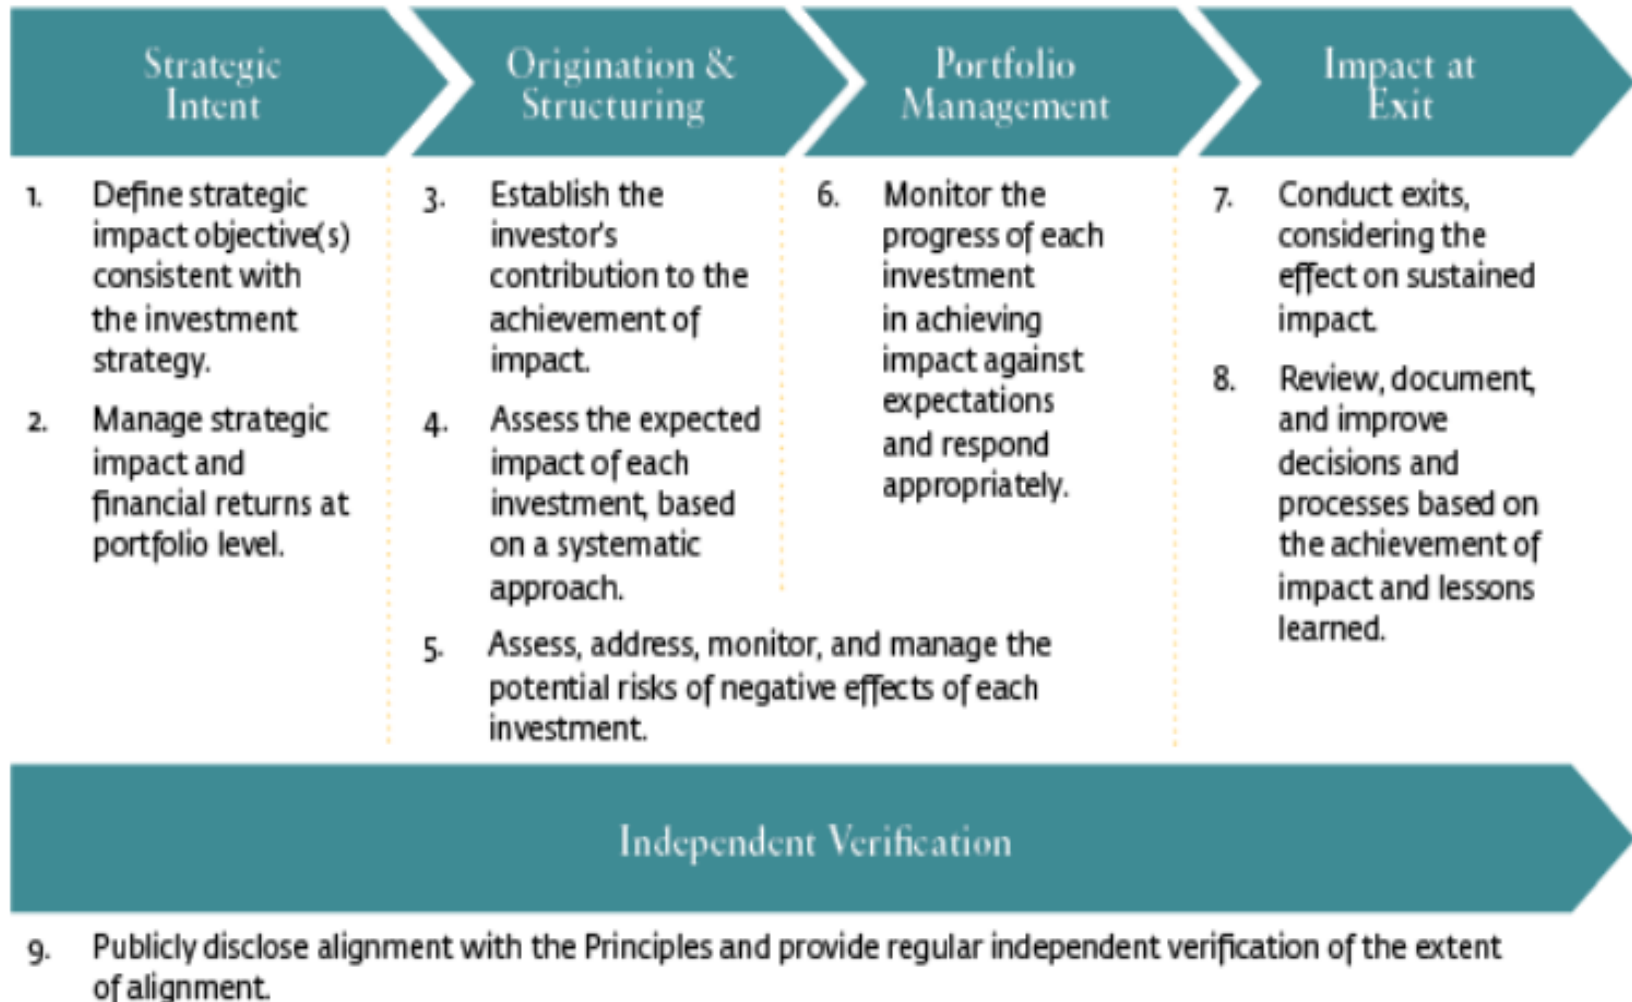 Strategic
Intent
Origination &
Structuring
Portfolio
Management
Impact at
Exit
1. Define strategic
impact objective(s)
consistent with
the investment
strategy.
2. Manage strategic
impact and
financial returns at
portfolio level.
3. Establish the
investor's
contribution to the
achievement of
impact.
4. Assess the expected
impact of each
investment, based
on a systematic
approach.
5. Assess, address, monitor, and manage the
potential risks of negative effects of each
investment.
6. Monitor the
progress of each
investment
in achieving
impact against
expectations
and respond
appropriately.
7. Conduct exits,
considering the
effect on sustained
impact.
8. Review, document,
and improve
decisions and
processes based on
the achievement of
impact and lessons
learned.
Independent Verification
9. Publicly disclose alignment with the Principles and provide regular independent verification of the extent
of alignment.